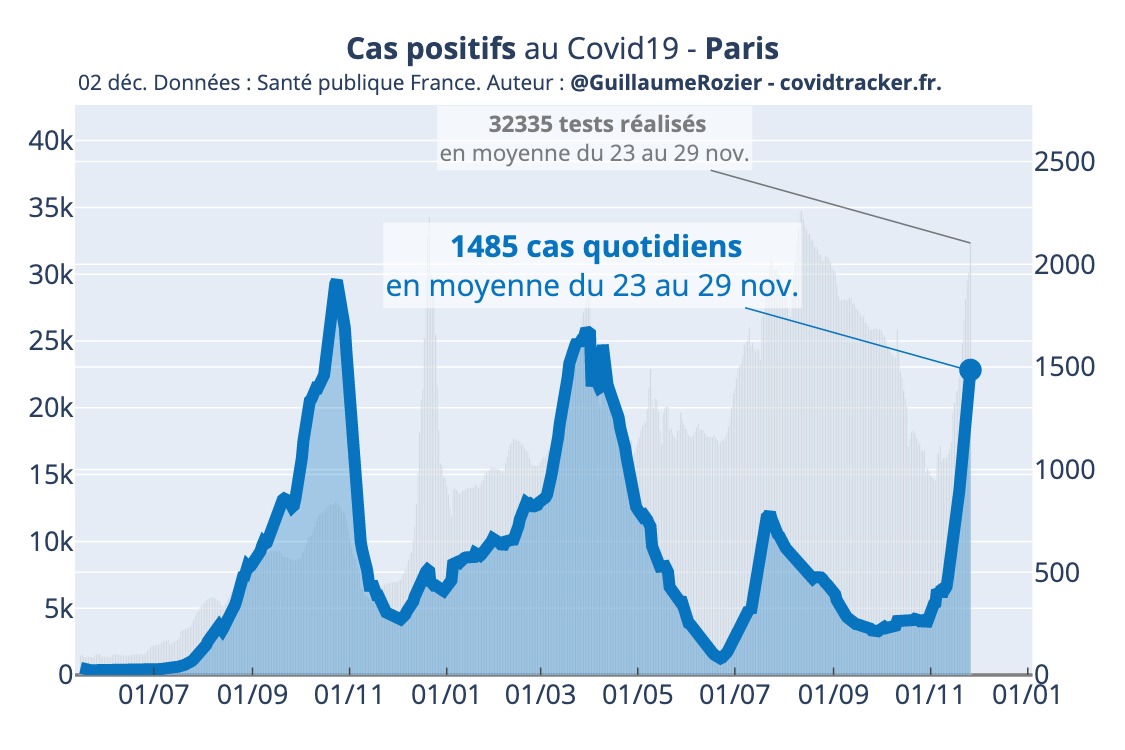 Cas positifs au Covid19 - Paris
02 déc. Données : Santé publique France. Auteur : @GuillaumeRozier - covidtracker.fr.
32335 tests réalisés
en moyenne du 23 au 29 nov.
1485 cas quotidiens
en moyenne du 23 au 29 nov.
40k
35k
30k
25k
20k
15k
10k
5k
0
2500
2000
1500
1000
500
0
01/07
01/09
01/11
01/01
01/03
01/05
01/07
01/09
01/11
01/01